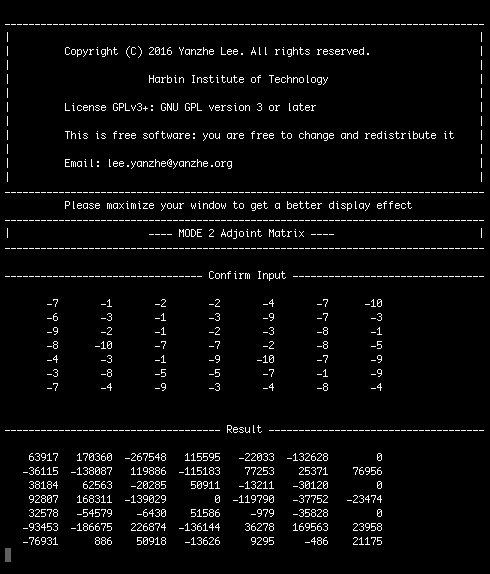 Copyright (C) 2016 Yanzhe Lee. All rights reserved.
Harbin Institute of Technology
License GPLv3+: GNU GPL version 3 or later
This is free software: you are free to change and redistribute it
Email: lee.yanzhe@yanzhe.org
Please maximize your window to get a better display effect
---- MODE 2 Adjoint Matrix ----
Confirm Input
-7 -1 -2 -2 -4 -7 -10
-6 -3 -1 -3 -9 -7 -3
-9 -2 -1 -2 -3 -8 -1
-8 -10 -7 -7 -2 -8 -5
-4 -3 -1 -9 -10 -7 -9
-3 -8 -5 -5 -7 -1 -9
-7 -4 -9 -3 -4 -8 -4
Result
63917 170360 -267548 115595 -22033 -132628 0
-36115 -138087 119886 -115183 77253 25371 76956
38184 62563 -20285 50911 -13211 -30120 0
92807 168311 -139029 0 -119790 -37752 -23474
32578 -54579 -6430 51586 -979 -35828 0
-93453 -186675 226874 -136144 36278 169563 23958
-76931 886 50918 -13626 9295 -486 21175